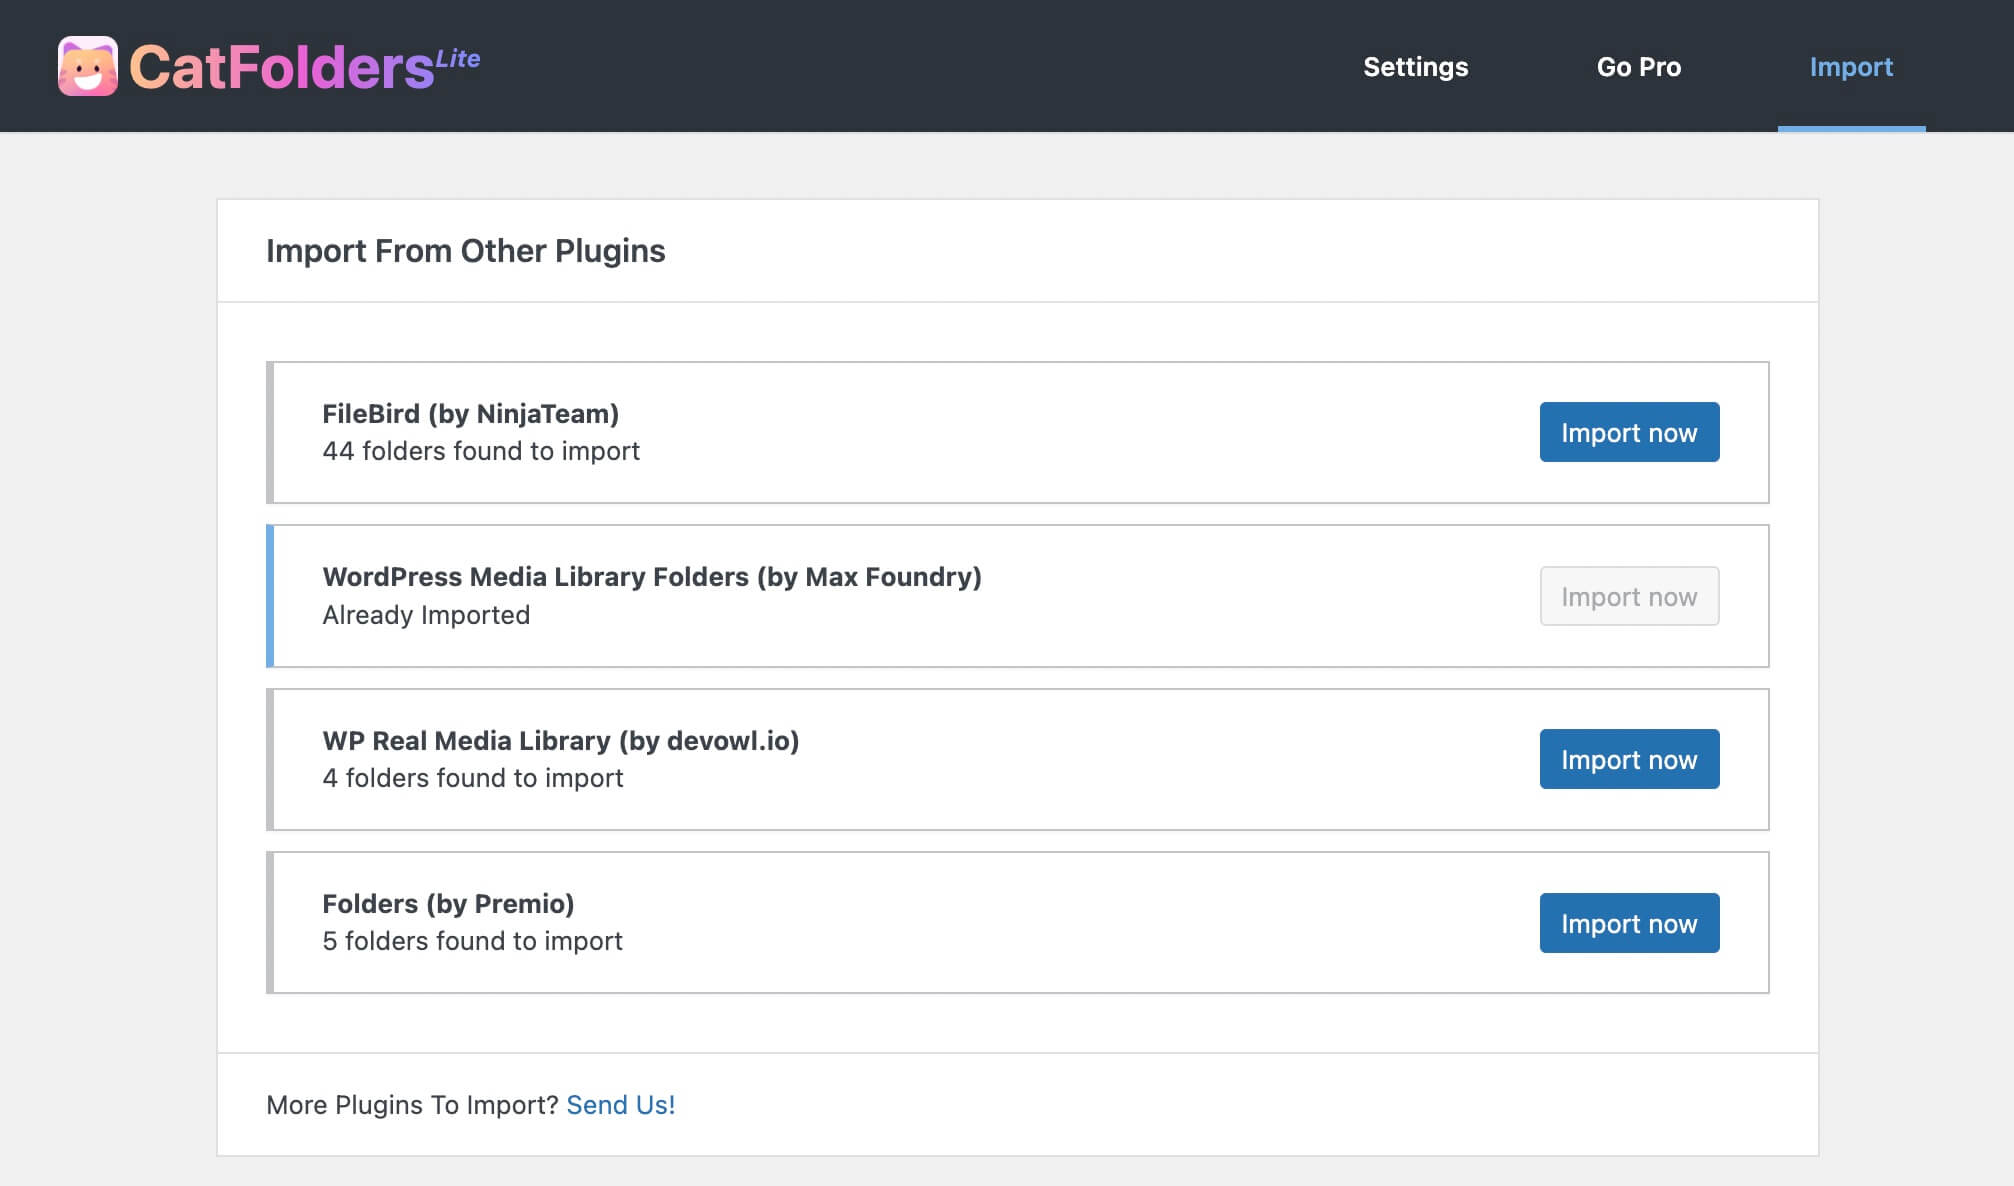 CatFolders Lite
Settings
Go Pro
Import
Import From Other Plugins
FileBird (by NinjaTeam)
44 folders found to import
Import now
WordPress Media Library Folders (by Max Foundry)
Already Imported
Import now
WP Real Media Library (by devowl.io)
4 folders found to import
Import now
Folders (by Premio)
5 folders found to import
Import now
More Plugins To Import? Send Us!